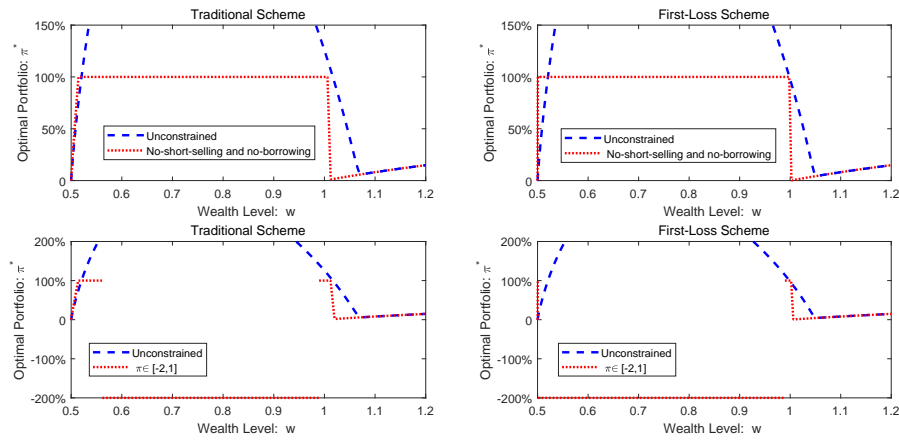 Traditional Scheme
150%
100%
50%
0
Optimal Portfolio: π*
Unconstrained
No-short-selling and no-borrowing
0.5 0.6 0.7 0.8 0.9 1 1.1 1.2
Wealth Level: w
First-Loss Scheme
150%
100%
50%
0
Optimal Portfolio: π*
Unconstrained
No-short-selling and no-borrowing
0.5 0.6 0.7 0.8 0.9 1 1.1 1.2
Wealth Level: w
Traditional Scheme
200%
100%
0
-100%
-200%
Optimal Portfolio: π*
Unconstrained
π∈ [-2,1]
0.5 0.6 0.7 0.8 0.9 1 1.1 1.2
Wealth Level: w
First-Loss Scheme
200%
100%
0
-100%
-200%
Optimal Portfolio: π*
Unconstrained
π∈ [-2,1]
0.5 0.6 0.7 0.8 0.9 1 1.1 1.2
Wealth Level: w